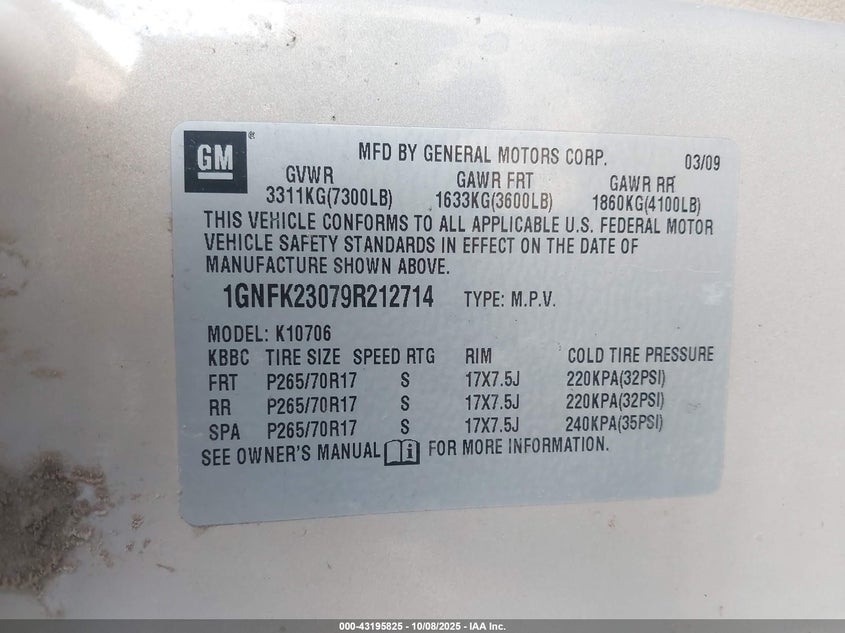 GM®
MFD BY GENERAL MOTORS CORP. 03/09
GVWR GAWR FRT GAWR RR
3311KG(7300LB) 1633KG(3600LB) 1860KG(4100LB)
THIS VEHICLE CONFORMS TO ALL APPLICABLE U.S. FEDERAL MOTOR
VEHICLE SAFETY STANDARDS IN EFFECT ON THE DATE OF
MANUFACTURE SHOWN ABOVE.
1GNFK23079R212714 TYPE: M.P.V.
MODEL: K10706
KBBC TIRE SIZE SPEED RTG RIM COLD TIRE PRESSURE
FRT P265/70R17 S 17X7.5J 220KPA(32PSI)
RR P265/70R17 S 17X7.5J 220KPA(32PSI)
SPA P265/70R17 S 17X7.5J 240KPA(35PSI)
SEE OWNER'S MANUAL FOR MORE INFORMATION.
000-43195825 - 10/08/2025 - IAA Inc.